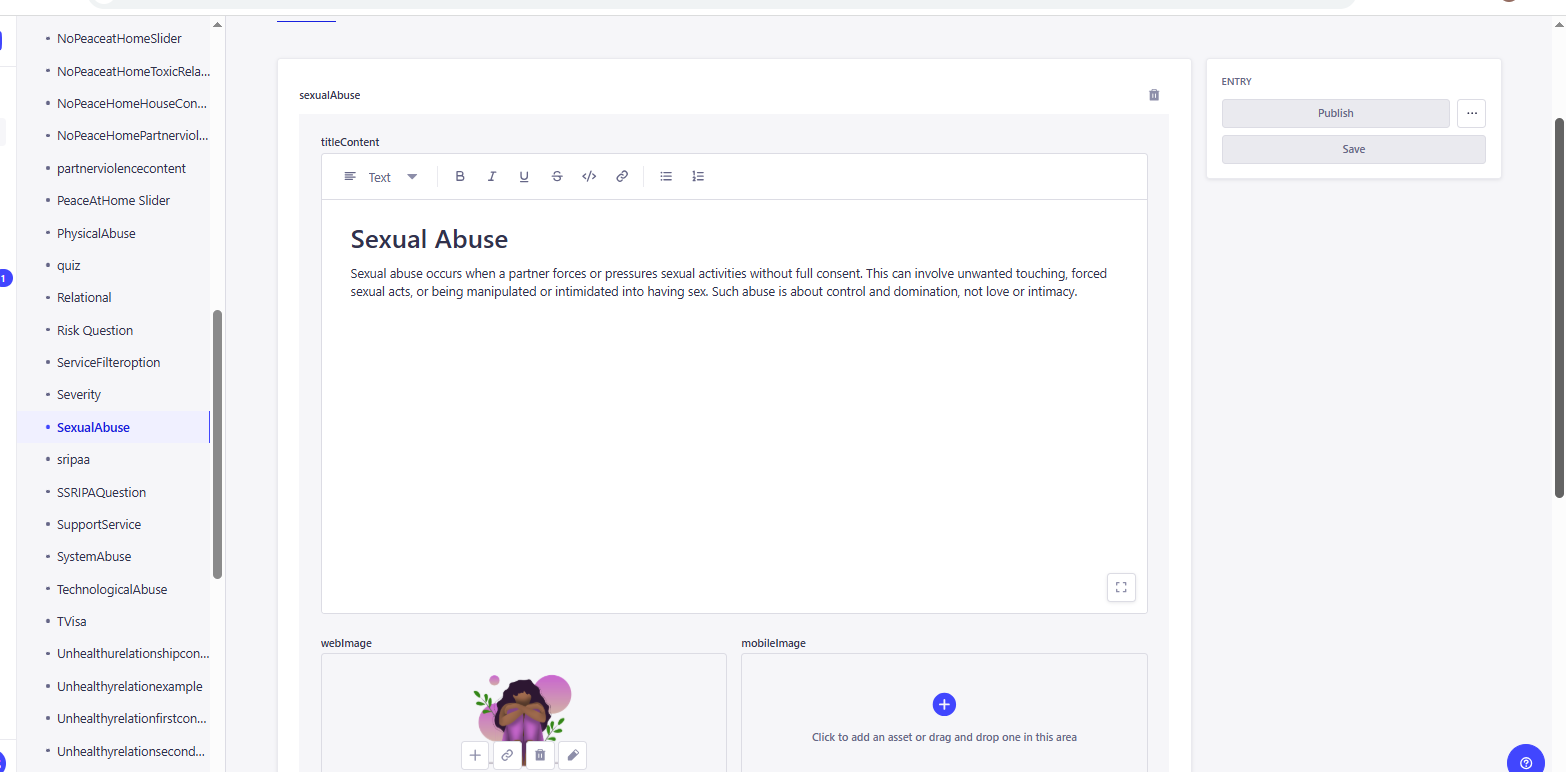 NoPeaceatHomeSlider
NoPeaceatHomeToxicRela...
NoPeaceHomeHouseCon...
NoPeaceHomePartnerviol...
partnerviolencecontent
PeaceAtHome Slider
PhysicalAbuse
quiz
1
Relational
Risk Question
ServiceFilteroption
Severity
SexualAbuse
sripaa
SSRIPAQuestion
SupportService
SystemAbuse
TechnologicalAbuse
TVisa
Unhealthurelationshipcon...
Unhealthyrelationexample
Unhealthyrelationfirstcon...
Unhealthyrelationsecond...
sexualAbuse
titleContent
Text
B I U S </>
Sexual Abuse
Sexual abuse occurs when a partner forces or pressures sexual activities without full consent. This can involve unwanted touching, forced
sexual acts, or being manipulated or intimidated into having sex. Such abuse is about control and domination, not love or intimacy.
webImage
mobileImage
Click to add an asset or drag and drop one in this area
ENTRY
Publish
...
Save